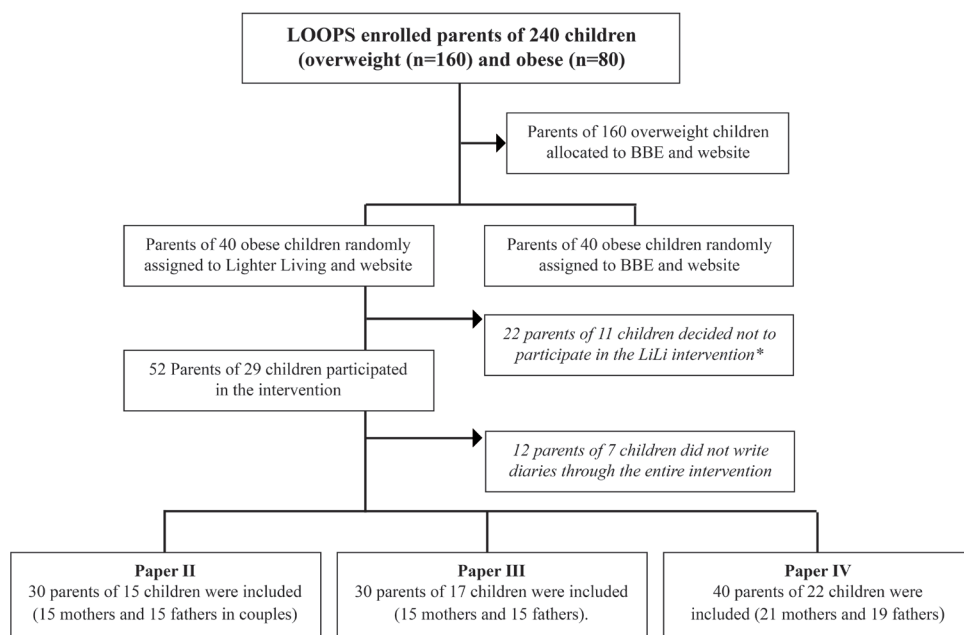 LOOPS enrolled parents of 240 children
(overweight (n=160) and obese (n=80)
Parents of 160 overweight children
allocated to BBE and website
Parents of 40 obese children randomly
assigned to Lighter Living and website
Parents of 40 obese children randomly
assigned to BBE and website
22 parents of 11 children decided not to
participate in the LiLi intervention*
52 Parents of 29 children participated
in the intervention
12 parents of 7 children did not write
diaries through the entire intervention
Paper II
30 parents of 15 children were included
(15 mothers and 15 fathers in couples)
Paper III
30 parents of 17 children were included
(15 mothers and 15 fathers).
Paper IV
40 parents of 22 children were
included (21 mothers and 19 fathers)